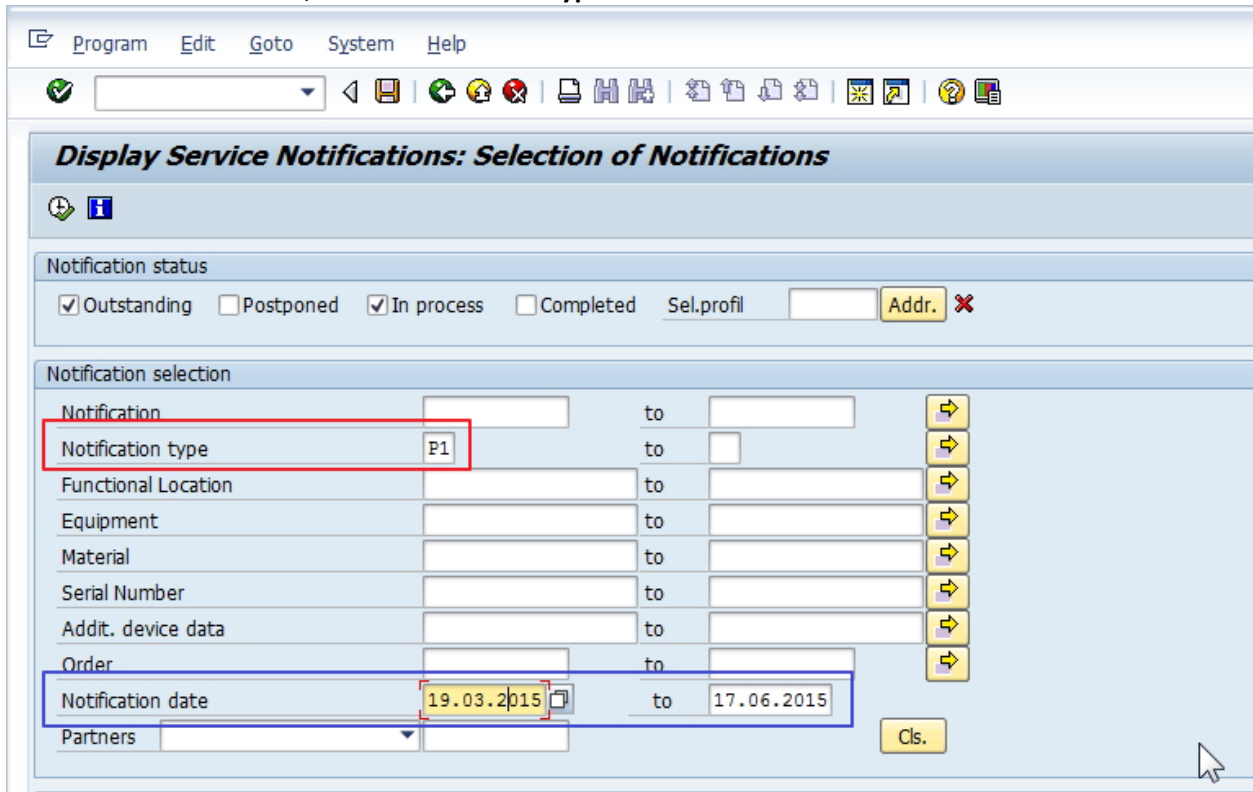 Program Edit Goto System Help
Display Service Notifications: Selection of Notifications
Notification status
Outstanding Postponed In process Completed Sel.profil Addr.
Notification selection
Notification to
Notification type P1 to
Functional Location to
Equipment to
Material to
Serial Number to
Addit. device data to
Order to
Notification date 19.03.2015 to 17.06.2015
Partners Cls.